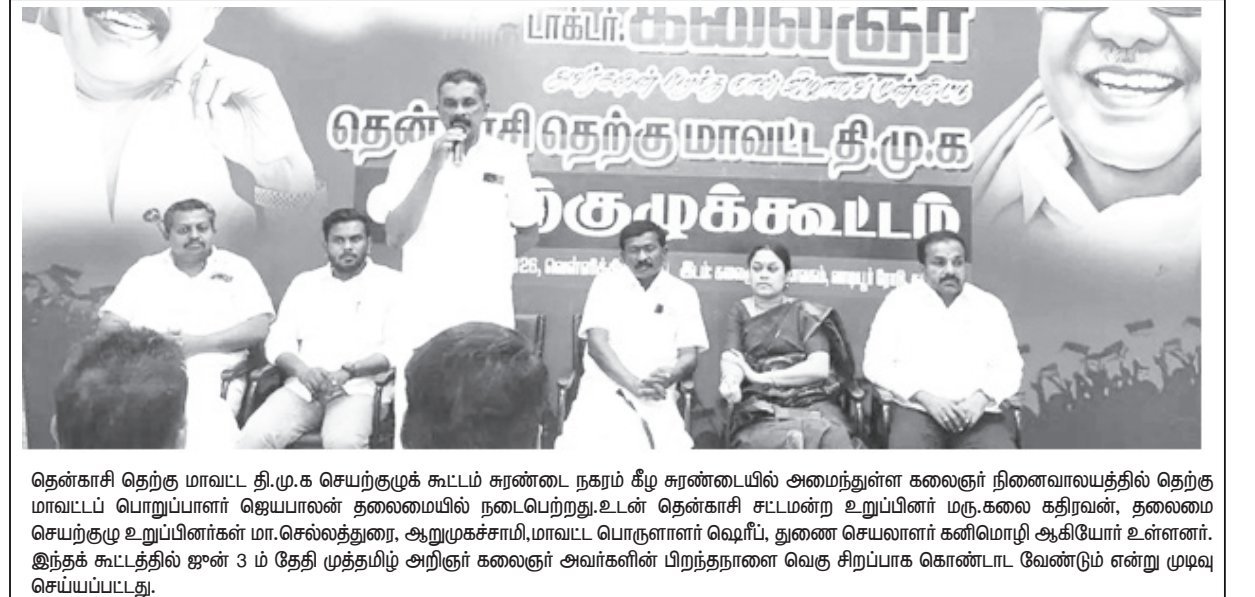 டாக்டர். கலைஞர்
தென்காசி தெற்கு மாவட்ட தி.மு.க
குழுக்கூட்டம்
தென்காசி தெற்கு மாவட்ட தி.மு.க செயற்குழுக் கூட்டம் சுரண்டை நகரம் கீழ சுரண்டையில் அமைந்துள்ள கலைஞர் நினைவாலயத்தில் தெற்கு
மாவட்டப் பொறுப்பாளர் ஜெயபாலன் தலைமையில் நடைபெற்றது.உடன் தென்காசி சட்டமன்ற உறுப்பினர் மரு.கலை கதிரவன், தலைமை
செயற்குழு உறுப்பினர்கள் மா.செல்லத்துரை, ஆறுமுகச்சாமி,மாவட்ட பொருளாளர் ஷெரீப், துணை செயலாளர் கனிமொழி ஆகியோர் உள்ளனர்.
இந்தக் கூட்டத்தில் ஜுன் 3 ம் தேதி முத்தமிழ் அறிஞர் கலைஞர் அவர்களின் பிறந்தநாளை வெகு சிறப்பாக கொண்டாட வேண்டும் என்று முடிவு
செய்யப்பட்டது.